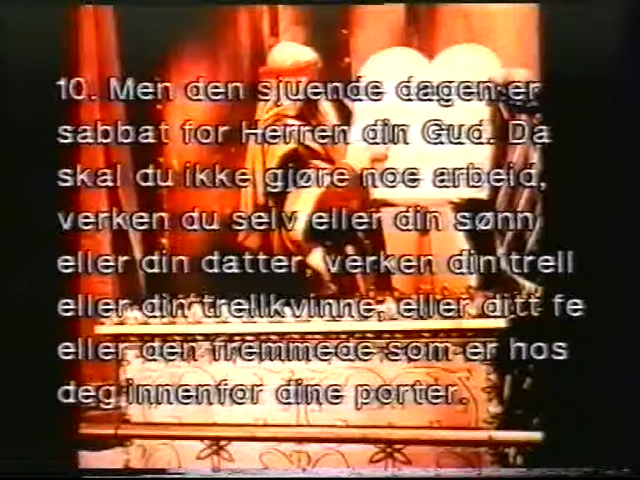 10. Men den sjuende dagen er
sabbat for Herren din Gud. Da
skal du ikke gjøre noe arbeid,
verken du selv eller din sønn
eller din datter, verken din trell
eller din trellkvinne, eller ditt fe
eller den fremmede som er hos
deg innenfor dine porter.